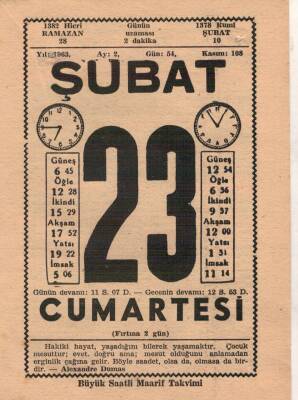 1382 Hicri
RAMAZAN
28
Günün
uzaması
2 dakika
1378 Rumî
ŞUBAT
10
Yıl: 1963, Ay: 2, Gün: 54, Kasım: 108
ŞUBAT
23
Güneş
6 45
Öğle
12 28
İkindi
15 29
Akşam
17 52
Yatsı
19 22
İmsak
5 06
Güneş
12 54
Öğle
6 36
İkindi
9 37
Akşam
12 00
Yatsı
1 31
İmsak
11 14
Günün devamı: 11 S. 07 D. — Gecenin devamı: 12 S. 53 D.
CUMARTESİ
(Fırtına 2 gün)
Hakikî hayat, yaşadığını bilerek yaşamaktır. Çocuk
mesuttur; evet, doğru ama; mesut olduğunu anlamadan
erginlik çağına gelir. Böyle saadet, olsa da, olmasa da bir-
dir. — Alexandre Dumas
Büyük Saatli Maarif Takvimi